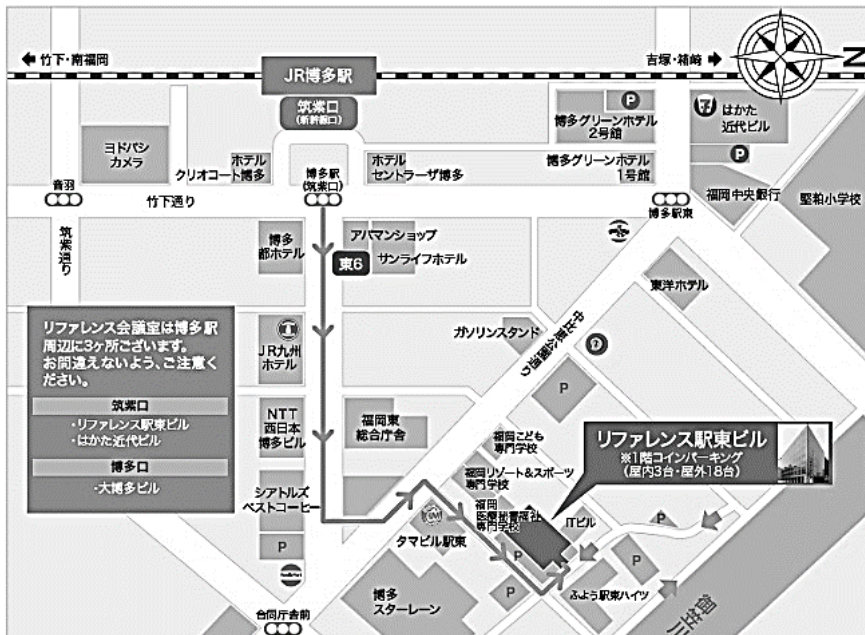 竹下・南福岡
吉塚・箱崎
N
JR博多駅
筑紫口
(新幹線口)
P
博多グリーンホテル
2号館
はかた
近代ビル
P
ヨドバシ
カメラ
ホテル
クリオコート博多
博多駅
(筑紫口)
ホテル
セントラーザ博多
博多グリーンホテル
1号館
福岡中央銀行
堅粕小学校
音羽
竹下通り
博多駅東
筑紫通り
博多
都ホテル
アパマンショップ
サンライフホテル
東6
東洋ホテル
リファレンス会議室は博多駅
周辺に3ヶ所ございます。
お間違えないよう、ご注意く
ださい。
筑紫口
・リファレンス駅東ビル
・はかた近代ビル
博多口
・大博多ビル
JR九州
ホテル
ガソリンスタンド
中比恵公園通り
P
NTT
西日本
博多ビル
福岡東
総合庁舎
福岡こども
専門学校
リファレンス駅東ビル
※1階コインパーキング
(屋内3台・屋外18台)
福岡リゾート&スポーツ
専門学校
シアトルズ
ベストコーヒー
福岡
医療秘書福祉
専門学校
ITビル
P
タマビル駅東
P
P
P
P
ふよう駅東ハイツ
博多
スターレーン
FamilyMart
合同庁舎前
御笠川